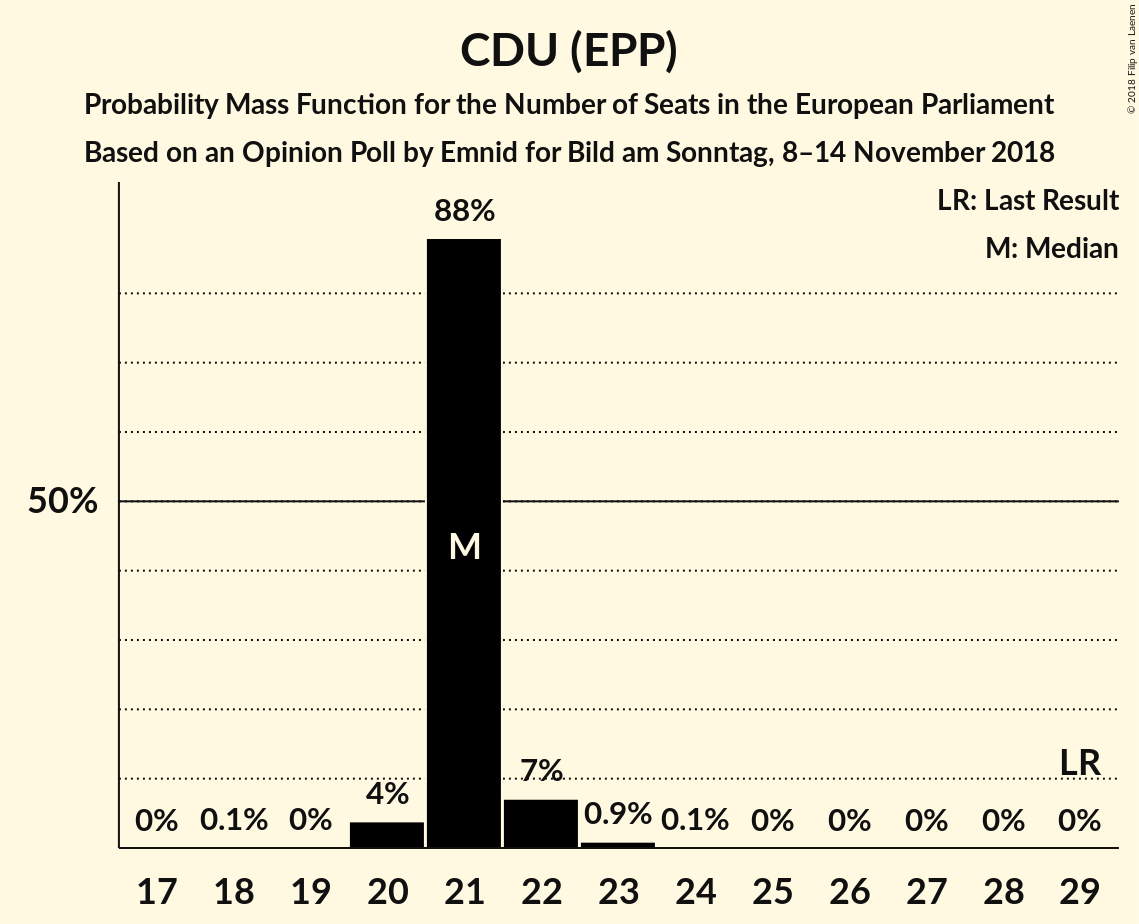 CDU (EPP)
Probability Mass Function for the Number of Seats in the European Parliament
Based on an Opinion Poll by Emnid for Bild am Sonntag, 8–14 November 2018
© 2018 Filip van Laenen
LR: Last Result
M: Median
88%
50%
M
LR
0% 0.1% 0% 4% 7% 0.9% 0.1% 0% 0% 0% 0% 0%
17 18 19 20 21 22 23 24 25 26 27 28 29